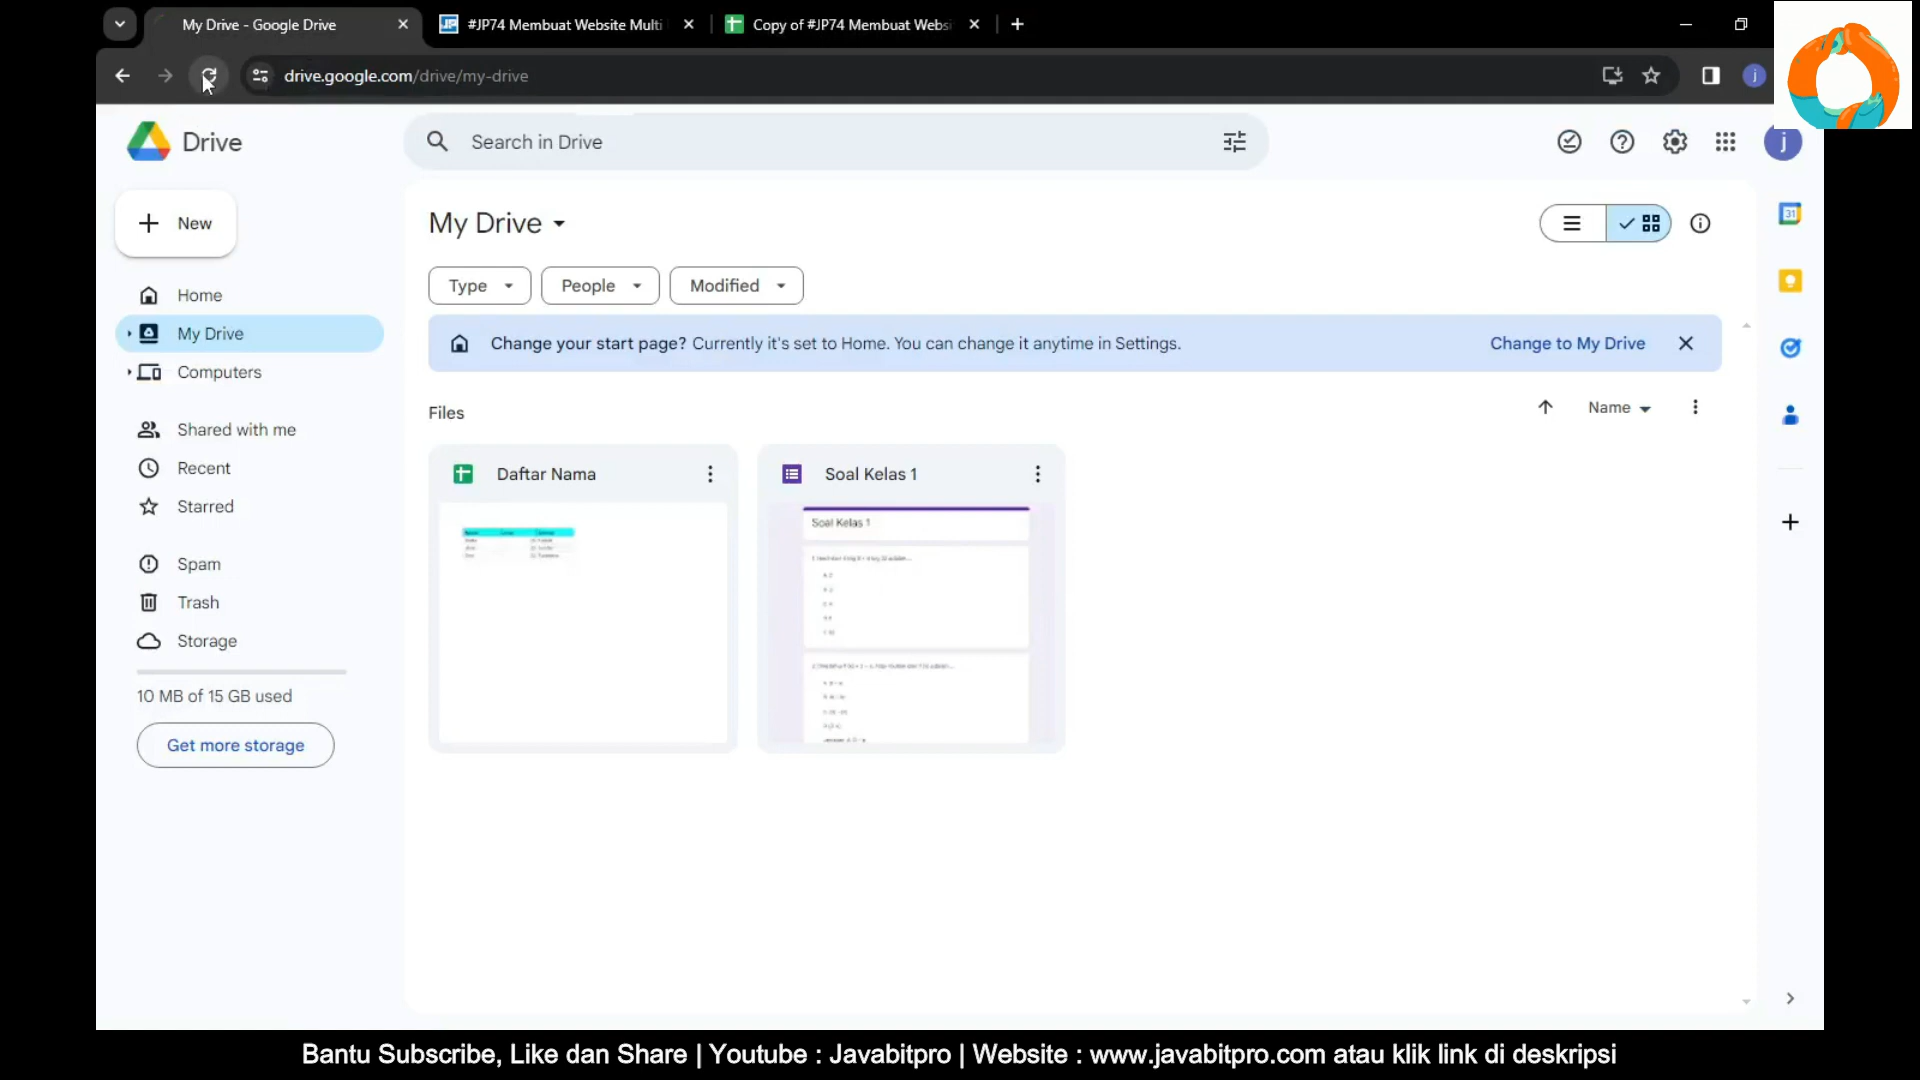 My Drive - Google Drive
#JP74 Membuat Website Multi
Copy of #JP74 Membuat Webs
drive.google.com/drive/my-drive
j
Drive
Search in Drive
j
New
My Drive
31
Type
People
Modified
Home
My Drive
Computers
Change your start page? Currently it's set to Home. You can change it anytime in Settings.
Change to My Drive
Files
Name
Shared with me
Recent
Starred
Daftar Nama
Soal Kelas 1
Soal Kelas 1
Spam
Trash
Storage
10 MB of 15 GB used
Get more storage
Bantu Subscribe, Like dan Share | Youtube : Javabitpro | Website : www.javabitpro.com atau klik link di deskripsi